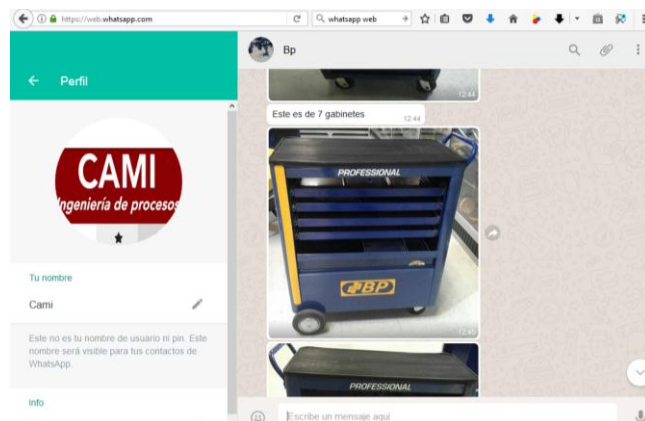 https://web.whatsapp.com
whatsapp web
Perfil
CAMI
Ingeniería de procesos
Tu nombre
Cami
Este no es tu nombre de usuario ni pin. Este
nombre será visible para tus contactos de
WhatsApp.
Info
Bp
12:44
Este es de 7 gabinetes
12:44
PROFESSIONAL
BP
12:45
PROFESSIONAL
Escribe un mensaje aquí